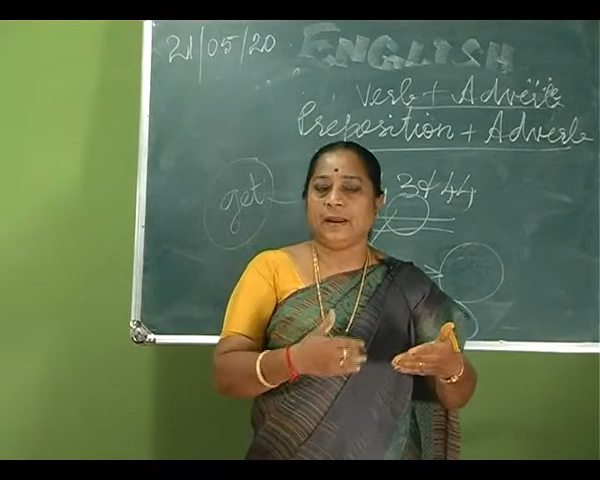 21/05/20
ENGLISH
Verb + Adverb
Preposition + Adverb
get